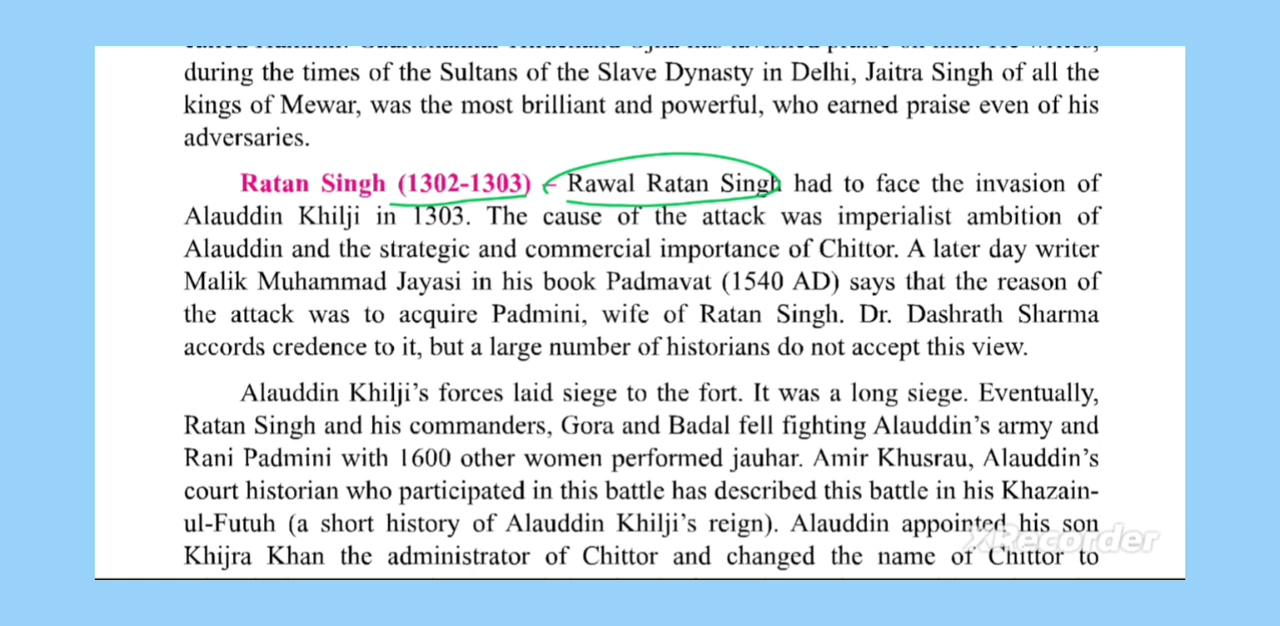 during the times of the Sultans of the Slave Dynasty in Delhi, Jaitra Singh of all the
kings of Mewar, was the most brilliant and powerful, who earned praise even of his
adversaries.
Ratan Singh (1302-1303) – Rawal Ratan Singh had to face the invasion of
Alauddin Khilji in 1303. The cause of the attack was imperialist ambition of
Alauddin and the strategic and commercial importance of Chittor. A later day writer
Malik Muhammad Jayasi in his book Padmavat (1540 AD) says that the reason of
the attack was to acquire Padmini, wife of Ratan Singh. Dr. Dashrath Sharma
accords credence to it, but a large number of historians do not accept this view.
Alauddin Khilji’s forces laid siege to the fort. It was a long siege. Eventually,
Ratan Singh and his commanders, Gora and Badal fell fighting Alauddin’s army and
Rani Padmini with 1600 other women performed jauhar. Amir Khusrau, Alauddin’s
court historian who participated in this battle has described this battle in his Khazain-
ul-Futuh (a short history of Alauddin Khilji’s reign). Alauddin appointed his son
Khijra Khan the administrator of Chittor and changed the name of Chittor to
XRecorder